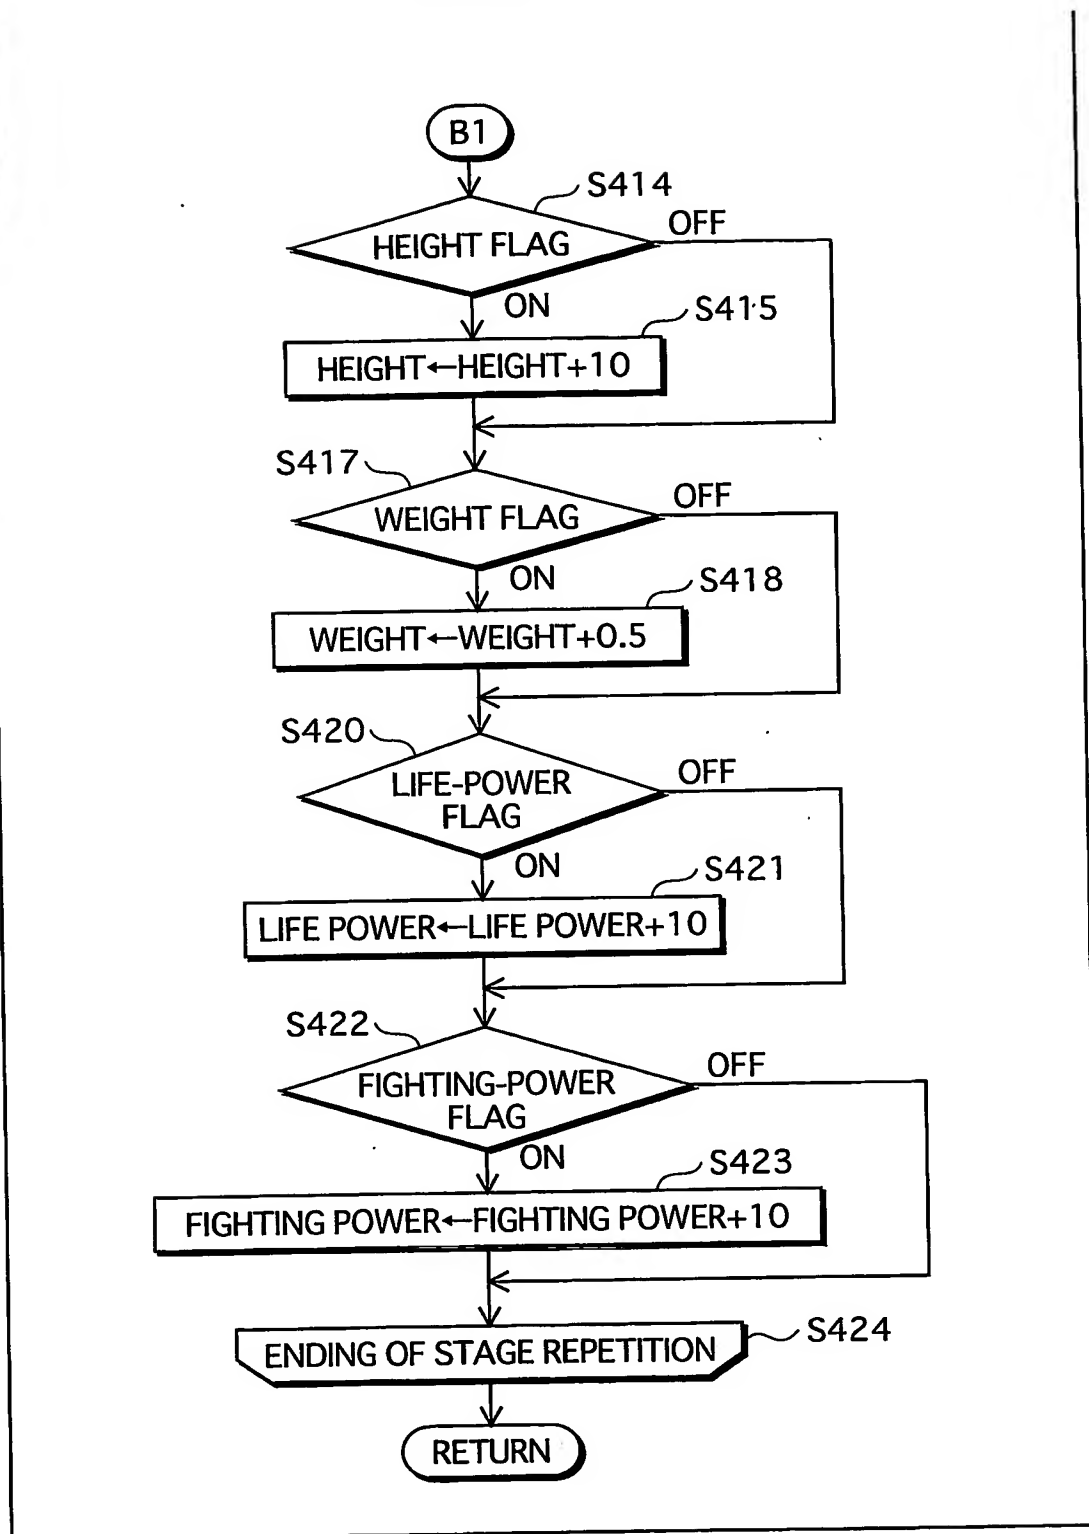 B1
S414
HEIGHT FLAG
OFF
ON
S415
HEIGHT←HEIGHT+10
S417
WEIGHT FLAG
OFF
ON
S418
WEIGHT←WEIGHT+0.5
S420
LIFE-POWER
FLAG
OFF
ON
S421
LIFE POWER←LIFE POWER+10
S422
FIGHTING-POWER
FLAG
OFF
ON
S423
FIGHTING POWER←FIGHTING POWER+10
ENDING OF STAGE REPETITION
S424
RETURN